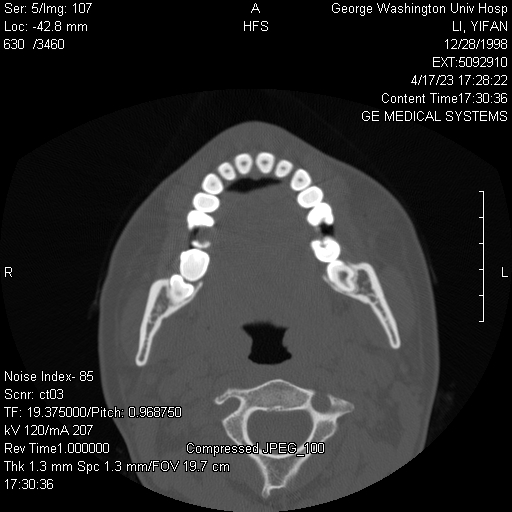 Ser: 5/Img: 107
Loc: -42.8 mm
630 /3460
A
HFS
George Washington Univ Hosp
LI, YIFAN
12/28/1998
EXT:5092910
4/17/23 17:28:22
Content Time17:30:36
GE MEDICAL SYSTEMS
R
L
Noise Index- 85
Scnr: ct03
TF: 19.375000/Pitch: 0.968750
kV 120/mA 207
Rev Time1.000000
Compressed JPEG_100
Thk 1.3 mm Spc 1.3 mm/FOV 19.7 cm
17:30:36